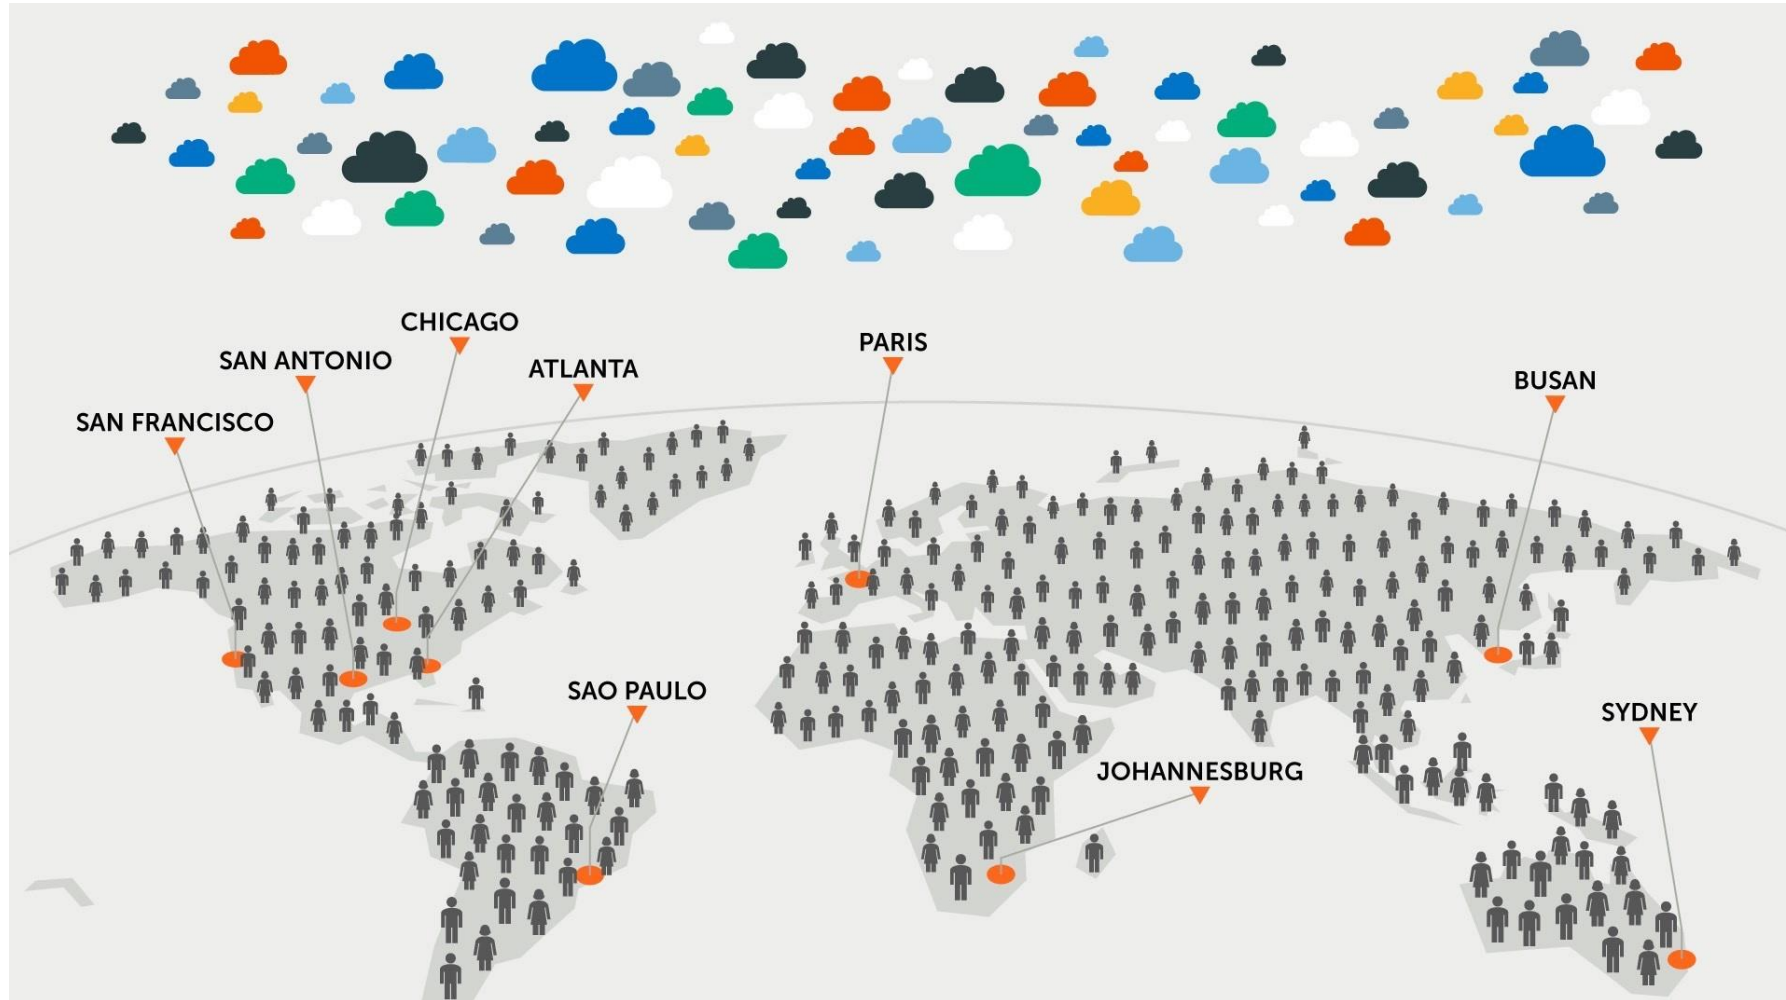 CHICAGO
SAN ANTONIO
ATLANTA
SAN FRANCISCO
PARIS
BUSAN
SAO PAULO
SYDNEY
JOHANNESBURG